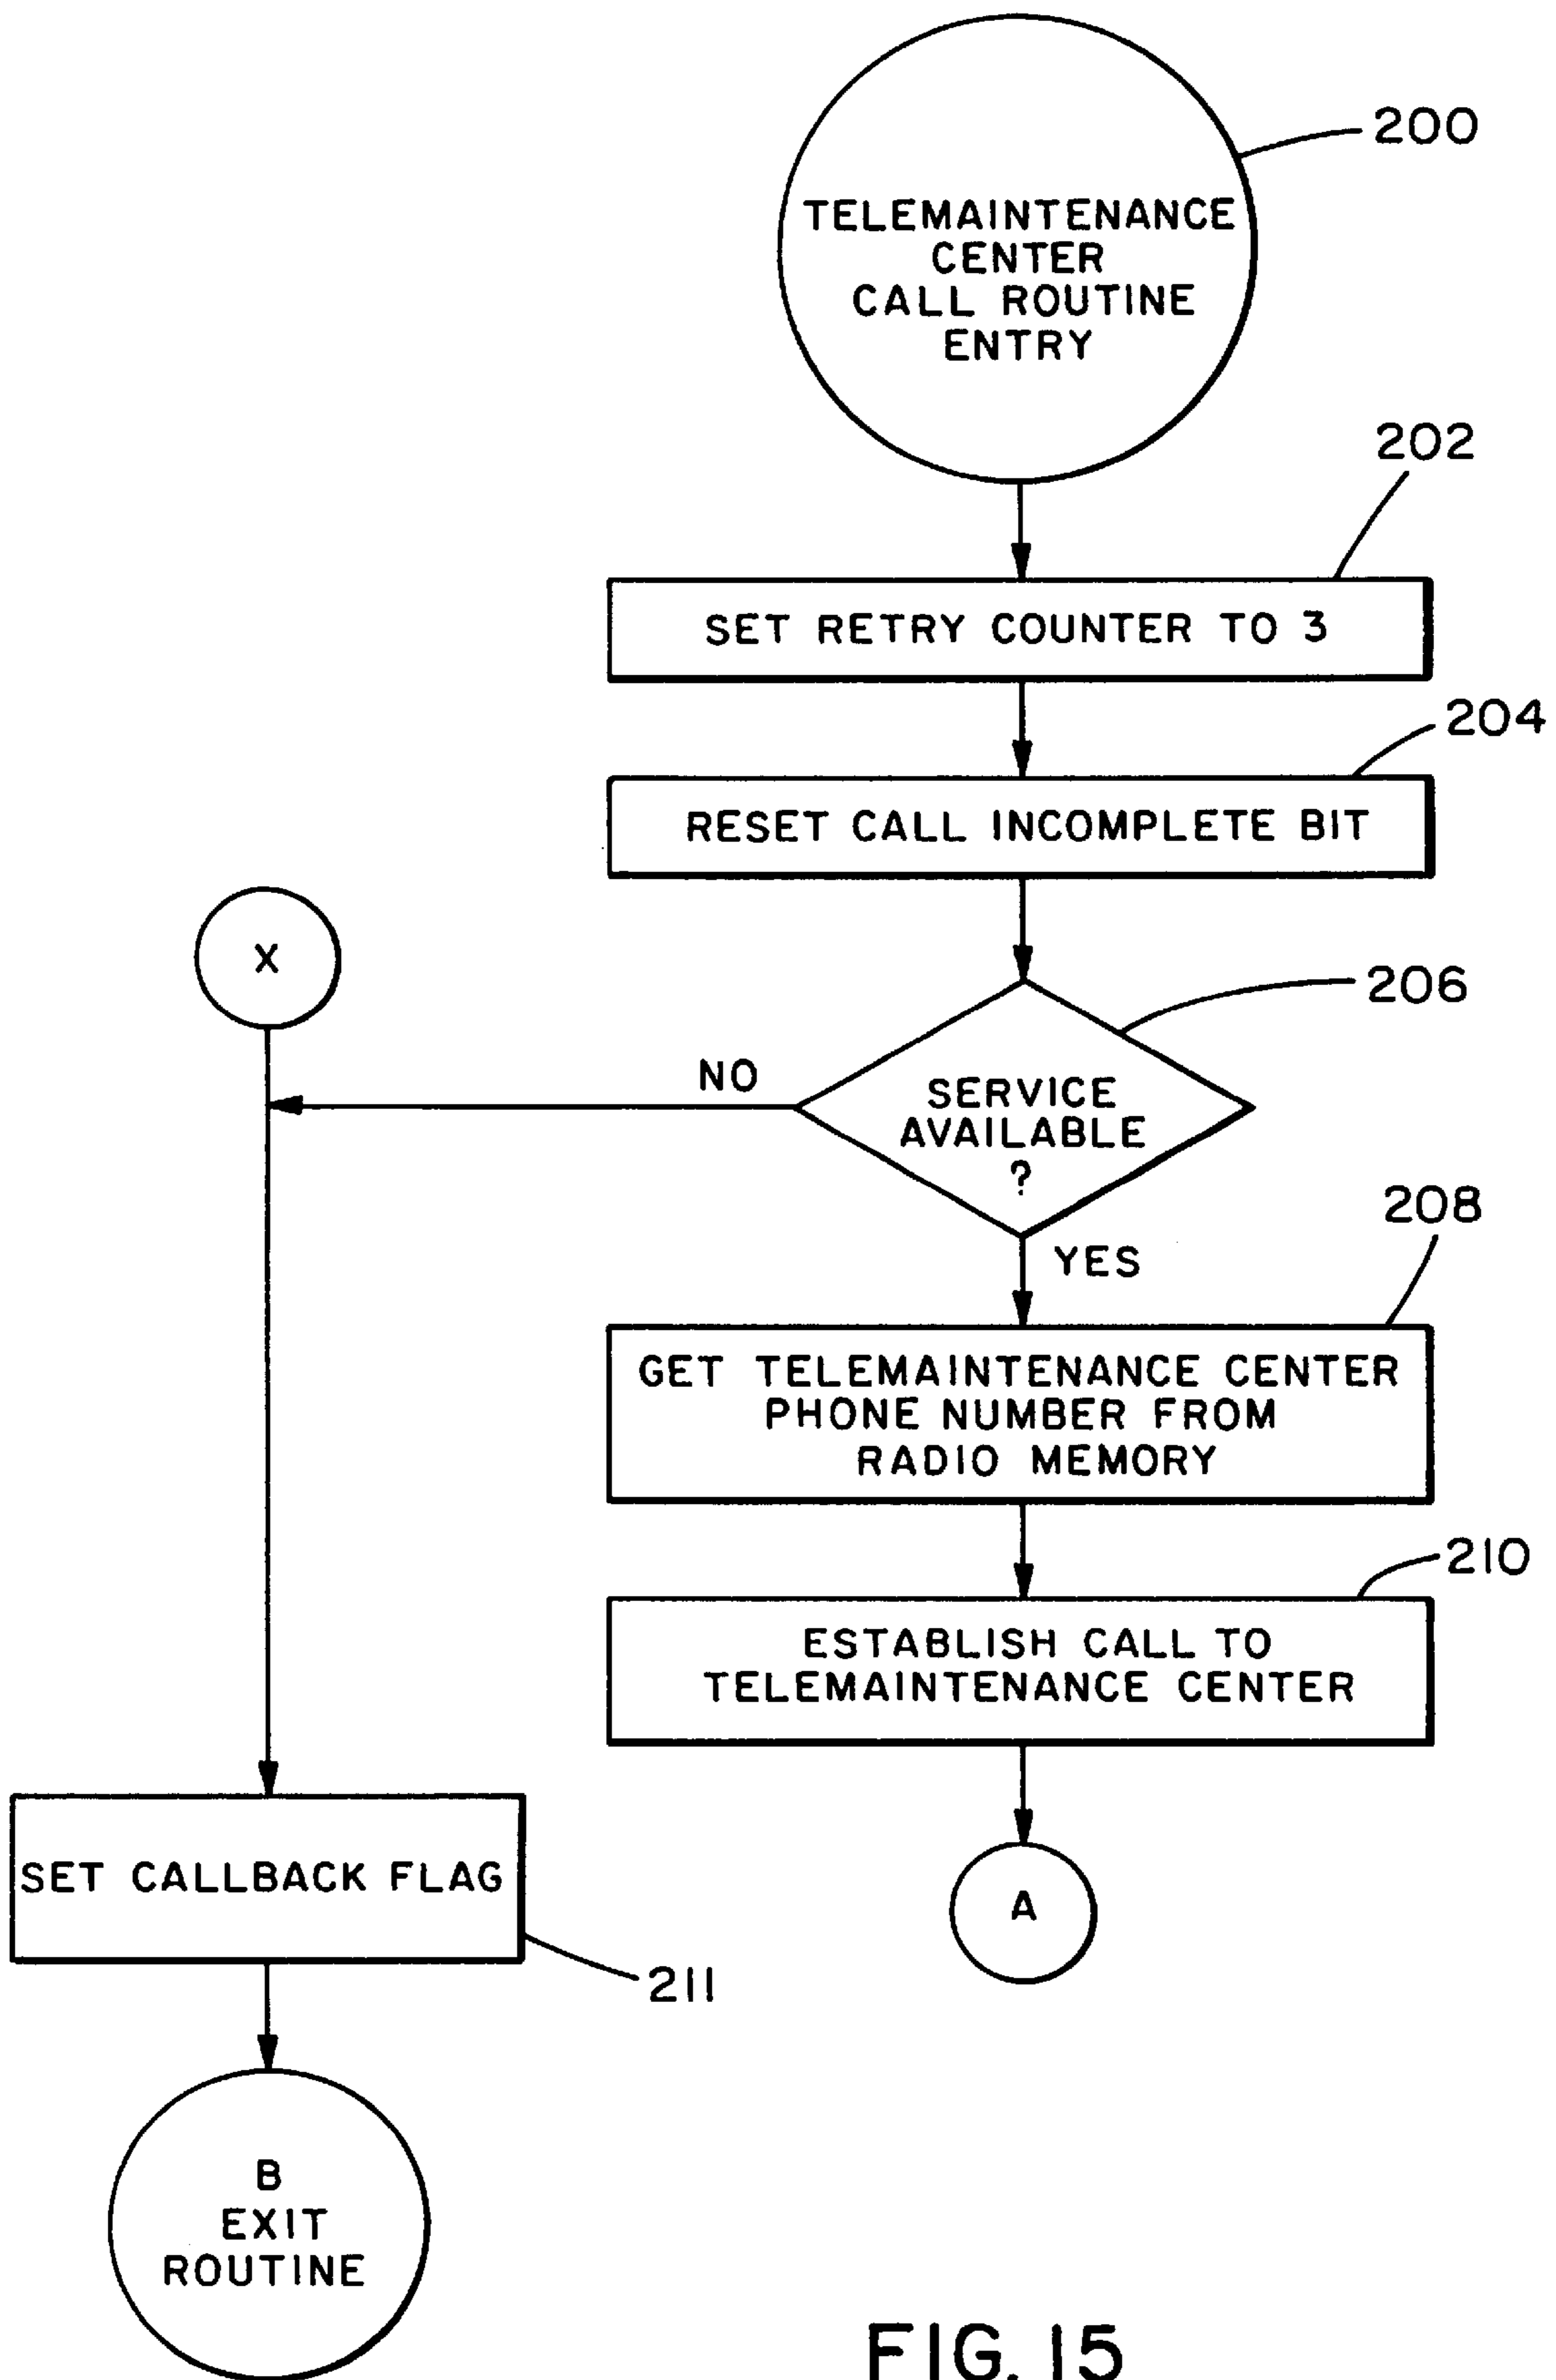 200
TELEMAINTENANCE
CENTER
CALL ROUTINE
ENTRY
202
SET RETRY COUNTER TO 3
204
RESET CALL INCOMPLETE BIT
X
206
NO
SERVICE
AVAILABLE
?
208
YES
GET TELEMAINTENANCE CENTER
PHONE NUMBER FROM
RADIO MEMORY
210
ESTABLISH CALL TO
TELEMAINTENANCE CENTER
SET CALLBACK FLAG
A
211
B
EXIT
ROUTINE
FIG. 15